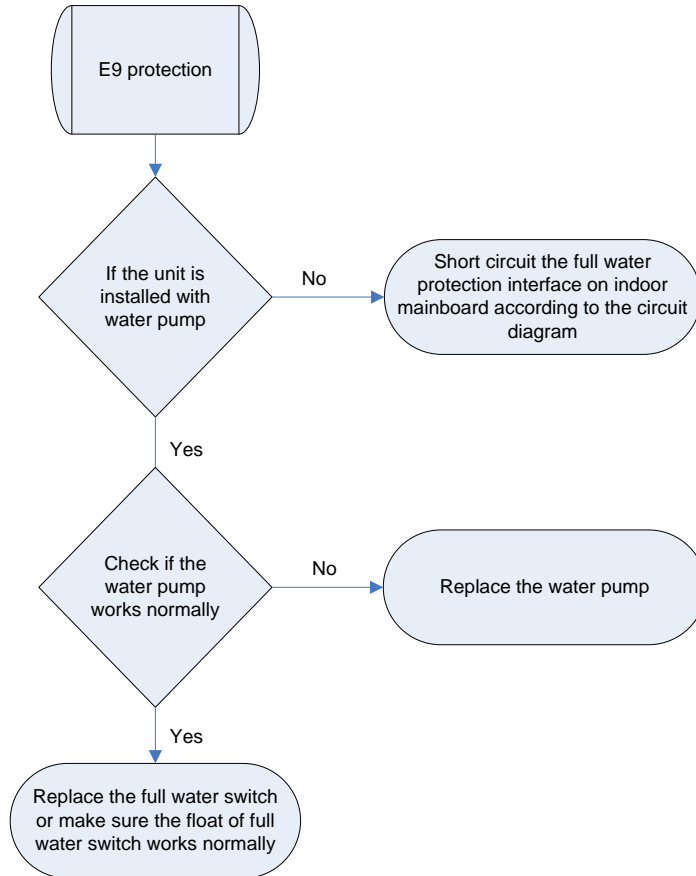 E9 protection
If the unit is
installed with
water pump
No
Short circuit the full water
protection interface on indoor
mainboard according to the circuit
diagram
Yes
Check if the
water pump
works normally
No
Replace the water pump
Yes
Replace the full water switch
or make sure the float of full
water switch works normally